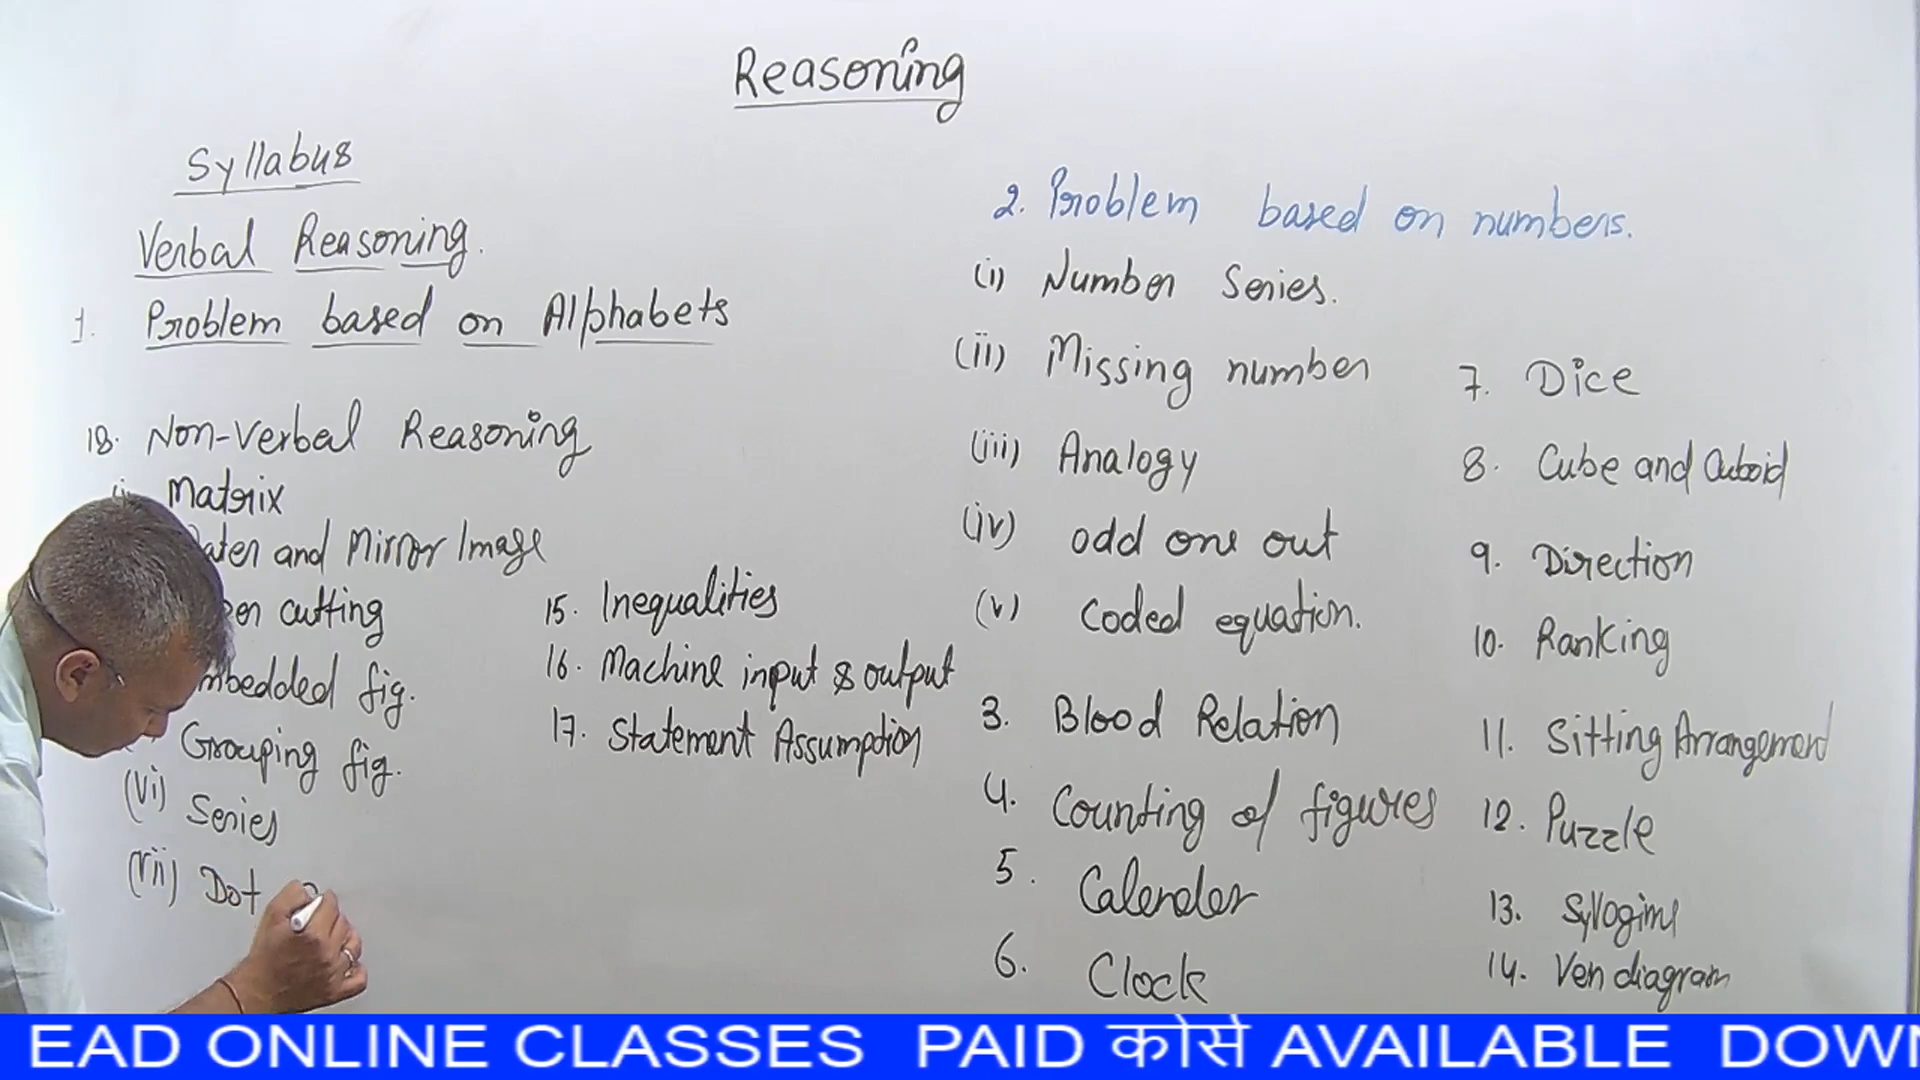 Reasoning
Syllabus
Verbal Reasoning.
1. Problem based on Alphabets
18. Non-Verbal Reasoning
Matrix
and Mirror Image
cutting
fig.
Grouping fig.
(vi) Series
(vii) Dot
15. Inequalities
16. Machine input & output
17. Statement Assumption
2. Problem based on numbers.
(i) Number Series.
(ii) Missing number
(iii) Analogy
(iv) odd one out
(v) Coded equation.
3. Blood Relation
4. Counting of figures
5. Calender
6. Clock
7. Dice
8. Cube and Cuboid
9. Direction
10. Ranking
11. Sitting Arrangement
12. Puzzle
13.
14. Ven diagram
EAD ONLINE CLASSES PAID कोर्स AVAILABLE DOWN